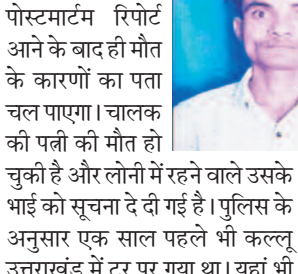 पोस्टमार्टम रिपोर्ट
आने के बाद ही मौत
के कारणों का पता
चल पाएगा। चालक
की पत्नी की मौत हो
चुकी है और लोनी में रहने वाले उसके
भाई को सूचना दे दी गई है। पुलिस के
अनुसार एक साल पहले भी कल्लू
उत्तराखंड में टूर पर गया था। यहां भी